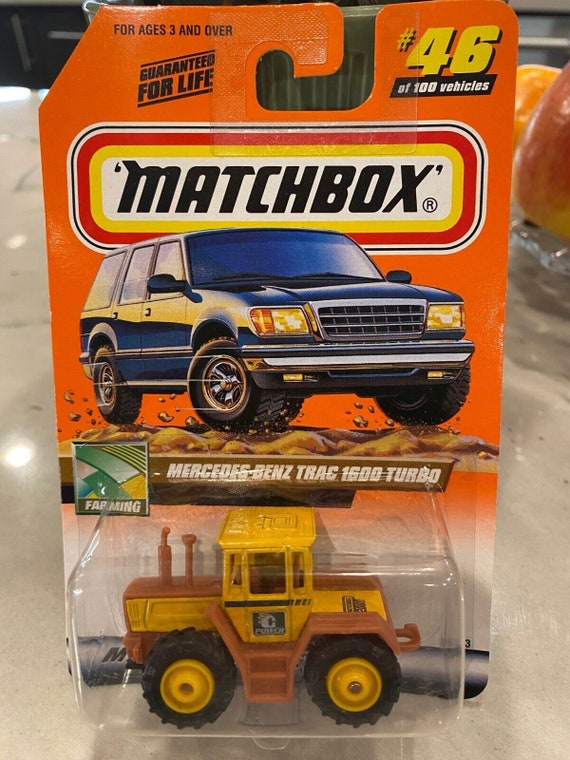 FOR AGES 3 AND OVER
GUARANTEED
FOR LIFE
#46
of 100 vehicles
'MATCHBOX'®
MERCEDES-BENZ TRAC 1600 TURBO
FARMING
POWER
3